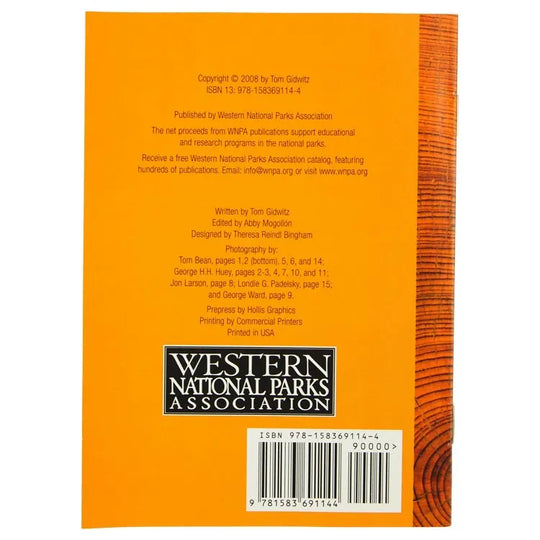 Copyright © 2008 by Tom Gidwitz
ISBN 13: 978-158369114-4
Published by Western National Parks Association
The net proceeds from WNPA publications support educational
and research programs in the national parks.
Receive a free Western National Parks Association catalog, featuring
hundreds of publications. Email: info@wnpa.org or visit www.wnpa.org
Written by Tom Gidwitz
Edited by Abby Mogollon
Designed by Theresa Reindl Bingham
Photography by:
Tom Bean, pages 1,2 (bottom). 5, 6, and 14;
George H.H. Huey, pages 2-3, 4, 7, 10, and 11;
Jon Larson, page 8; Londie G. Padelsky, page 15;
and George Ward, page 9.
Prepress by Hollis Graphics
Printing by Commercial Printers
Printed in USA
WESTERN
NATIONAL PARKS
ASSOCIATION
ISBN 978-158369114-4
90000>
9 781583 691144